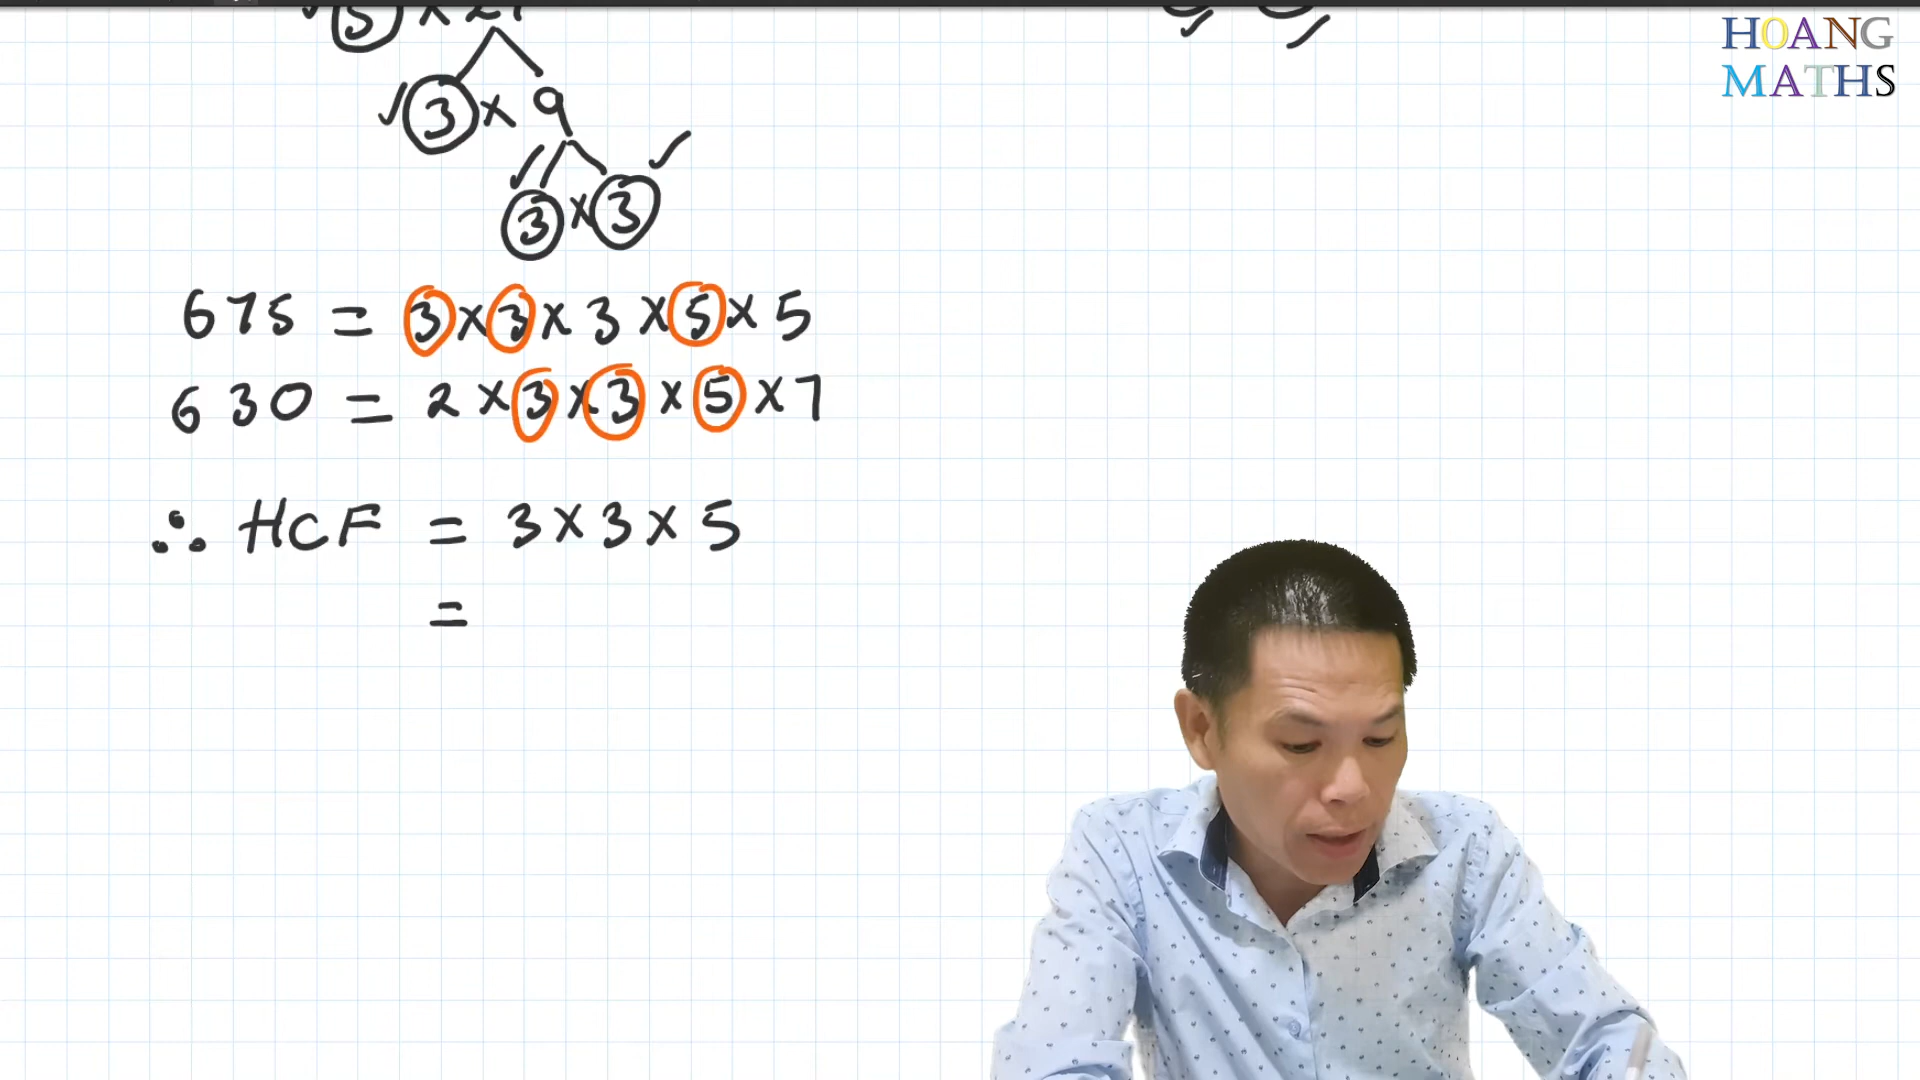 HOANG
MATHS
3 × 9
3 × 3
675 = 3 × 3 × 3 × 5 × 5
630 = 2 × 3 × 3 × 5 × 7
∴ HCF = 3 × 3 × 5
=